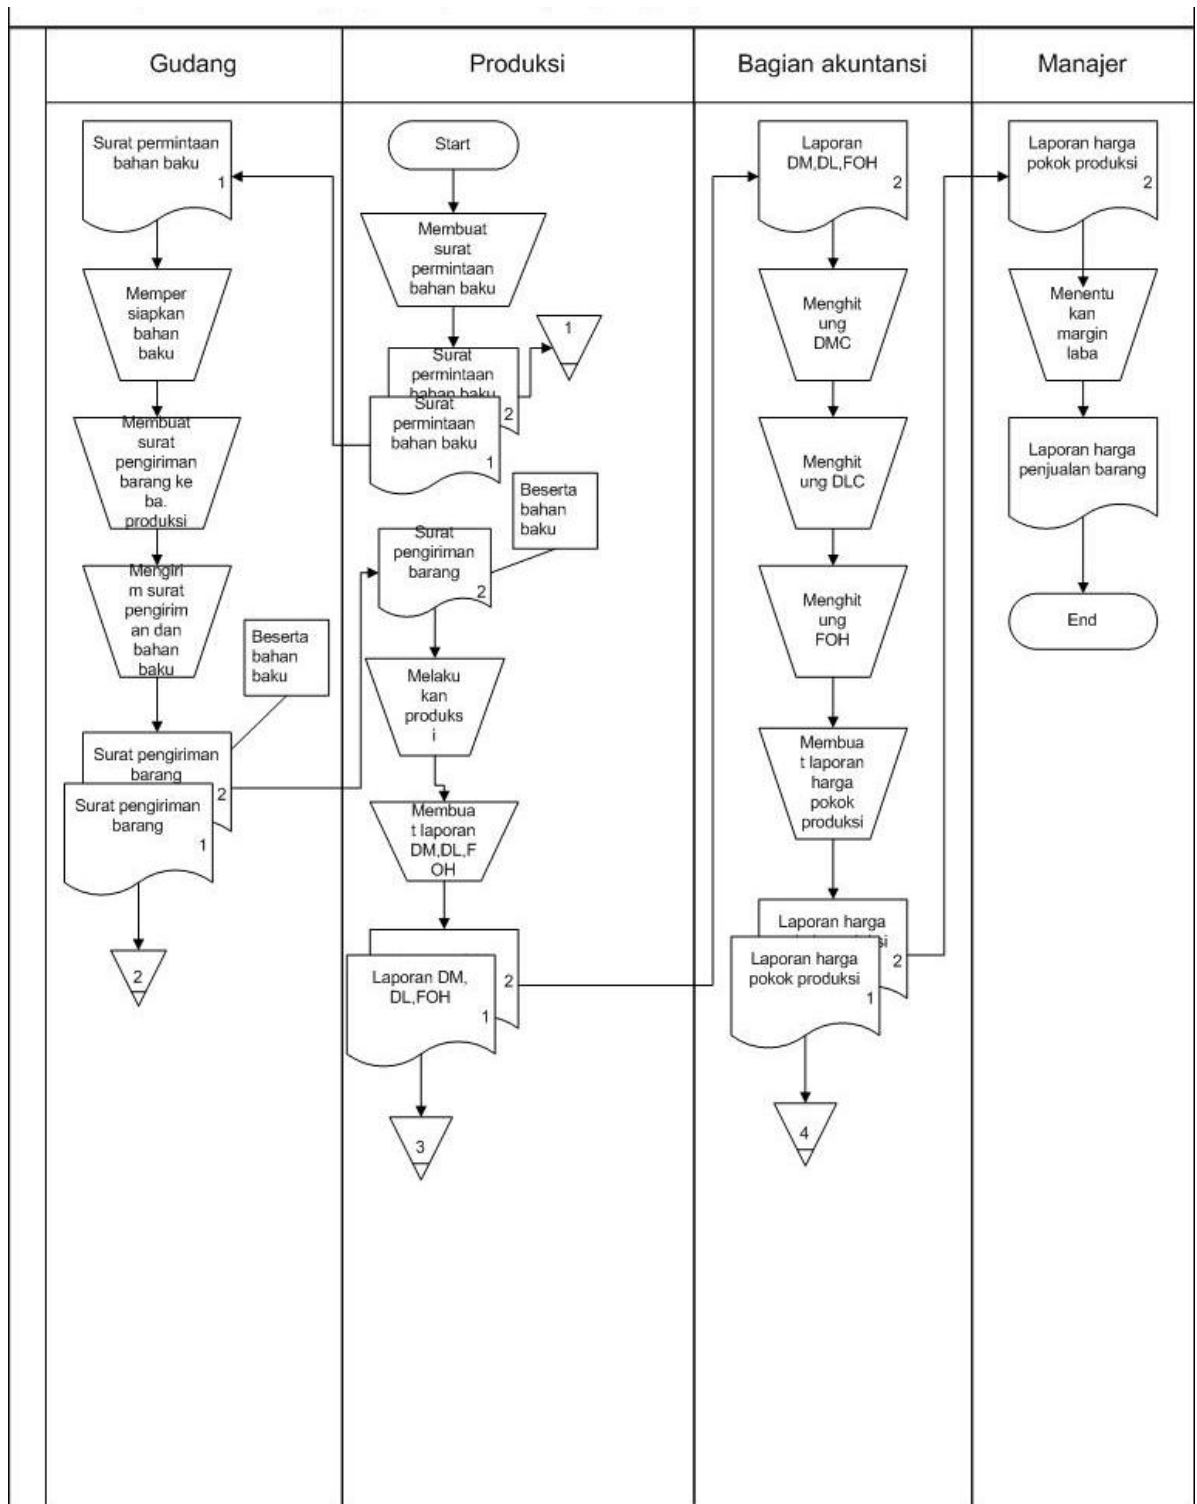 Gudang
Produksi
Bagian akuntansi
Manajer
Surat permintaan
bahan baku
1
Memper
siapkan
bahan
baku
Membuat
surat
pengiriman
barang ke
ba.
produksi
Mengiri
m surat
pengirim
an dan
bahan
baku
Beserta
bahan
baku
Surat pengiriman
barang
2
Surat pengiriman
barang
1
2
Start
Membuat
surat
permintaan
bahan baku
1
Surat
permintaan
bahan baku
2
Surat
permintaan
bahan baku
1
Beserta
bahan
baku
Surat
pengiriman
barang
2
Melaku
kan
produks
i
Membua
t laporan
DM,DL,F
OH
2
Laporan DM,
DL,FOH
1
3
Laporan
DM,DL,FOH
2
Menghit
ung
DMC
Menghit
ung DLC
Menghit
ung
FOH
Membua
t laporan
harga
pokok
produksi
Laporan harga
si
2
Laporan harga
pokok produksi
1
4
Laporan harga
pokok produksi
2
Menentu
kan
margin
laba
Laporan harga
penjualan barang
End